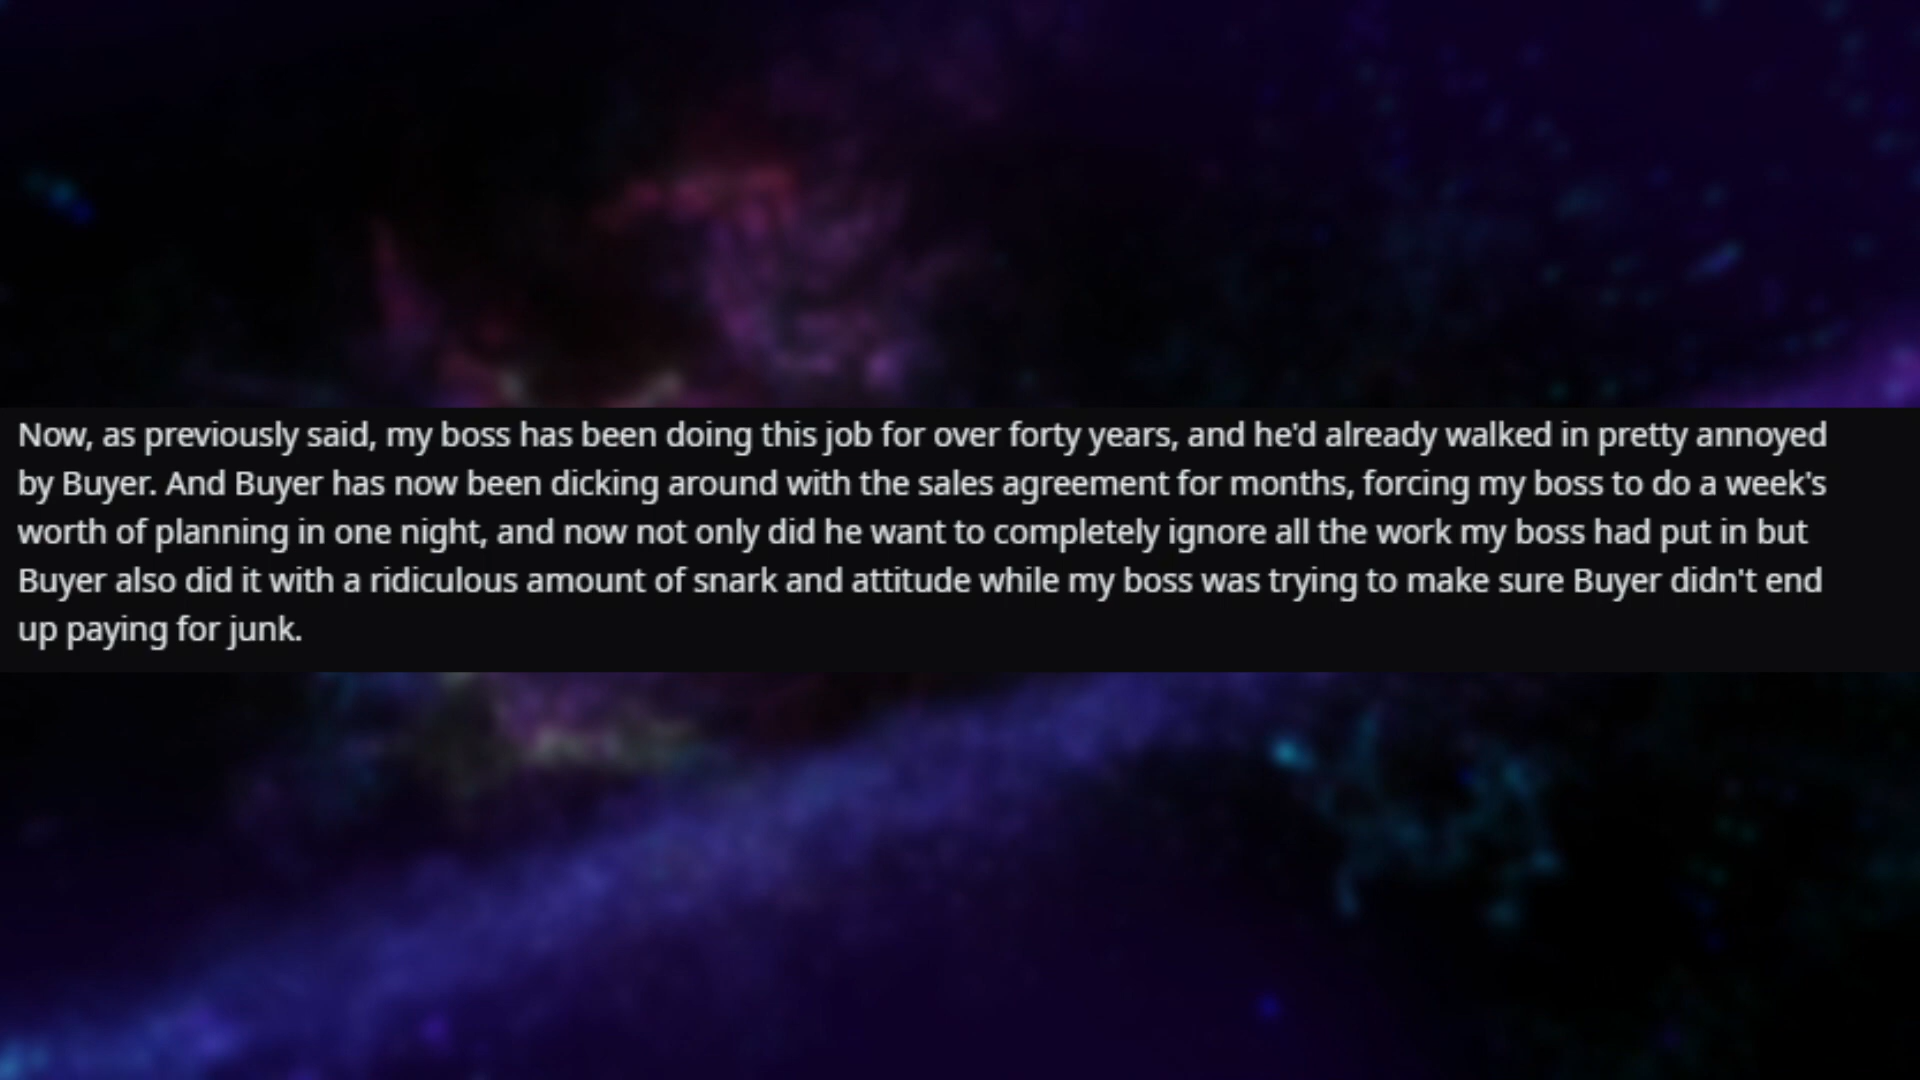 Now, as previously said, my boss has been doing this job for over forty years, and he'd already walked in pretty annoyed
by Buyer. And Buyer has now been dicking around with the sales agreement for months, forcing my boss to do a week's
worth of planning in one night, and now not only did he want to completely ignore all the work my boss had put in but
Buyer also did it with a ridiculous amount of snark and attitude while my boss was trying to make sure Buyer didn't end
up paying for junk.